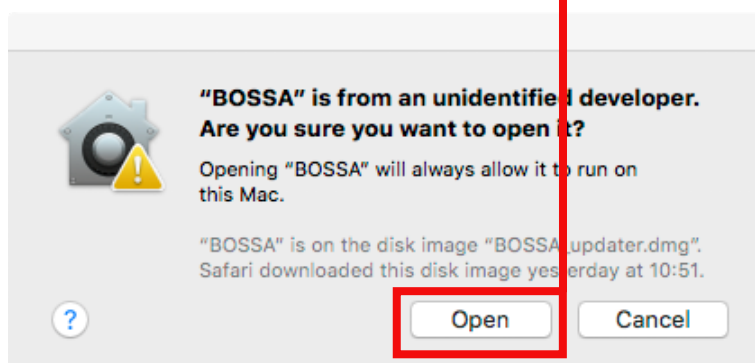 “BOSSA” is from an unidentified developer.
Are you sure you want to open it?
Opening “BOSSA” will always allow it to run on
this Mac.
“BOSSA” is on the disk image “BOSSA_updater.dmg”.
Safari downloaded this disk image yesterday at 10:51.
?
Open
Cancel